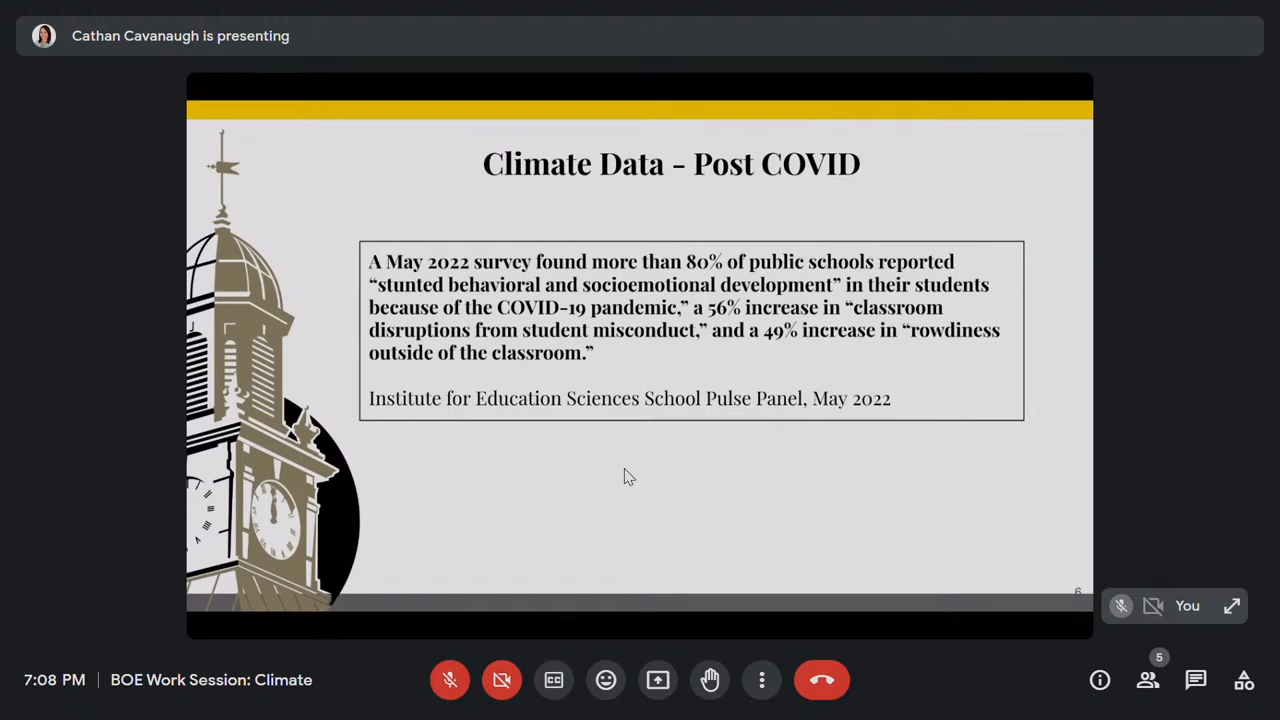 Cathan Cavanaugh is presenting
Climate Data - Post COVID
A May 2022 survey found more than 80% of public schools reported
“stunted behavioral and socioemotional development” in their students
because of the COVID-19 pandemic,” a 56% increase in “classroom
disruptions from student misconduct,” and a 49% increase in “rowdiness
outside of the classroom.”
Institute for Education Sciences School Pulse Panel, May 2022
6
You
5
7:08 PM | BOE Work Session: Climate